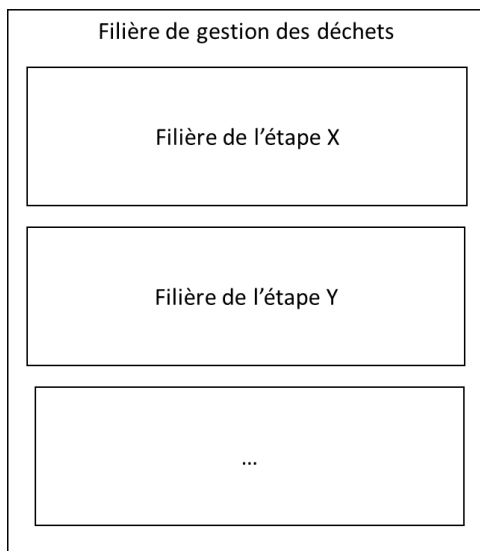 Filière de gestion des déchets
Filière de l’étape X
Filière de l’étape Y
…